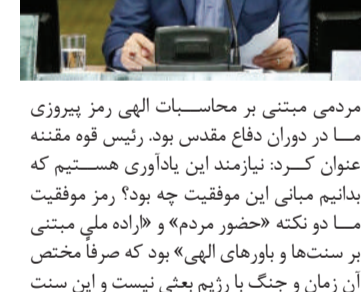 مردمی مبتنی بر محاسبات الهی رمز پیروزی
ما در دوران دفاع مقدس بود. رئیس قوه مقننه
عنوان کرد: نیازمند این یادآوری هستیم که
بدانیم مبانی این موفقیت چه بود؟ رمز موفقیت
ما دو نکته «حضور مردم» و «اراده ملی مبتنی
بر سنت‌ها و باورهای الهی» بود که صرفاً مختص
آن زمان و جنگ با رژیم بعثی نیست و این سنت